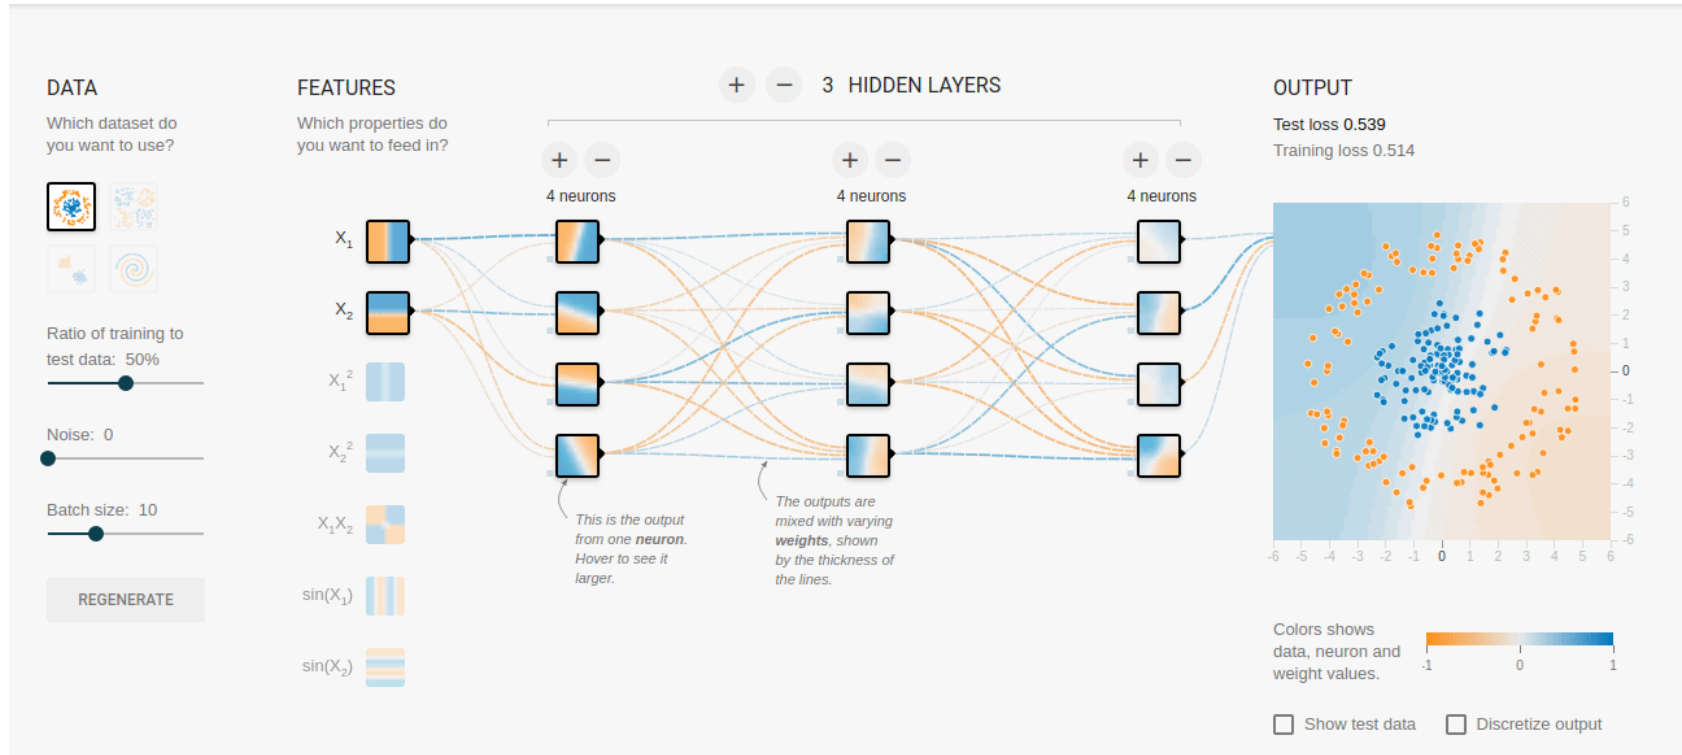 DATA
Which dataset do
you want to use?
Ratio of training to
test data: 50%
Noise: 0
Batch size: 10
REGENERATE
FEATURES
Which properties do
you want to feed in?
X1
X2
X1²
X2²
X1X2
sin(X1)
sin(X2)
+ − 3 HIDDEN LAYERS
+ −
4 neurons
+ −
4 neurons
+ −
4 neurons
This is the output
from one neuron.
Hover to see it
larger.
The outputs are
mixed with varying
weights, shown
by the thickness of
the lines.
OUTPUT
Test loss 0.539
Training loss 0.514
6
5
4
3
2
1
0
-1
-2
-3
-4
-5
-6
-6 -5 -4 -3 -2 -1 0 1 2 3 4 5 6
Colors shows
data, neuron and
weight values.
-1 0 1
Show test data
Discretize output